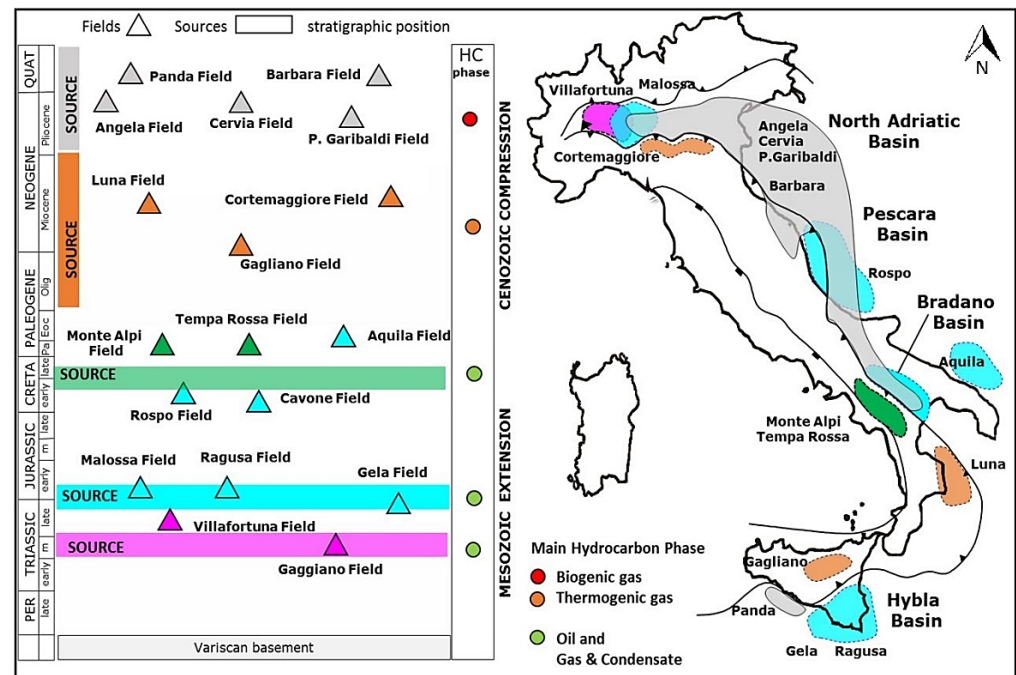 Fields
Sources
stratigraphic position
HC
phase
QUAT
NEOGENE
Pliocene
Miocene
PALEOGENE
Olig
Eoc
Pa
CRETA
late
early
JURASSIC
late
m
early
TRIASSIC
late
m
early
PER
late
SOURCE
Panda Field
Barbara Field
Angela Field
Cervia Field
P. Garibaldi Field
SOURCE
Luna Field
Cortemaggiore Field
Gagliano Field
Tempa Rossa Field
Monte Alpi
Field
Aquila Field
SOURCE
Rospo Field
Cavone Field
Malossa Field
Ragusa Field
Gela Field
SOURCE
Villafortuna Field
SOURCE
Gaggiano Field
Variscan basement
CENOZOIC COMPRESSION
MESOZOIC EXTENSION
N
Villafortuna
Malossa
Cortemaggiore
Angela
Cervia
P.Garibaldi
Barbara
North Adriatic
Basin
Pescara
Basin
Rospo
Bradano
Basin
Aquila
Monte Alpi
Tempa Rossa
Luna
Gagliano
Panda
Hybla
Basin
Gela
Ragusa
Main Hydrocarbon Phase
Biogenic gas
Thermogenic gas
Oil and
Gas & Condensate